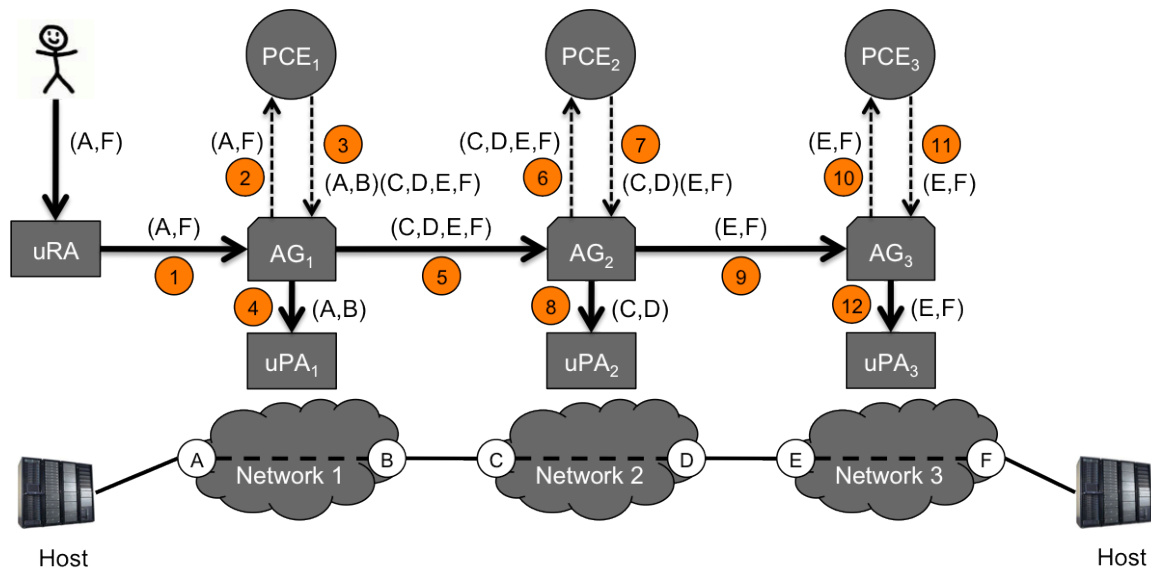 PCE₁ PCE₂ PCE₃
(A,F) (A,F) 3 (C,D,E,F) 7 (E,F) 11
2 (A,B)(C,D,E,F) 6 (C,D)(E,F) 10 (E,F)
uRA (A,F) AG₁ (C,D,E,F) AG₂ (E,F) AG₃
1 5 9
4 (A,B) 8 (C,D) 12 (E,F)
uPA₁ uPA₂ uPA₃
A B C D E F
Network 1 Network 2 Network 3
Host Host